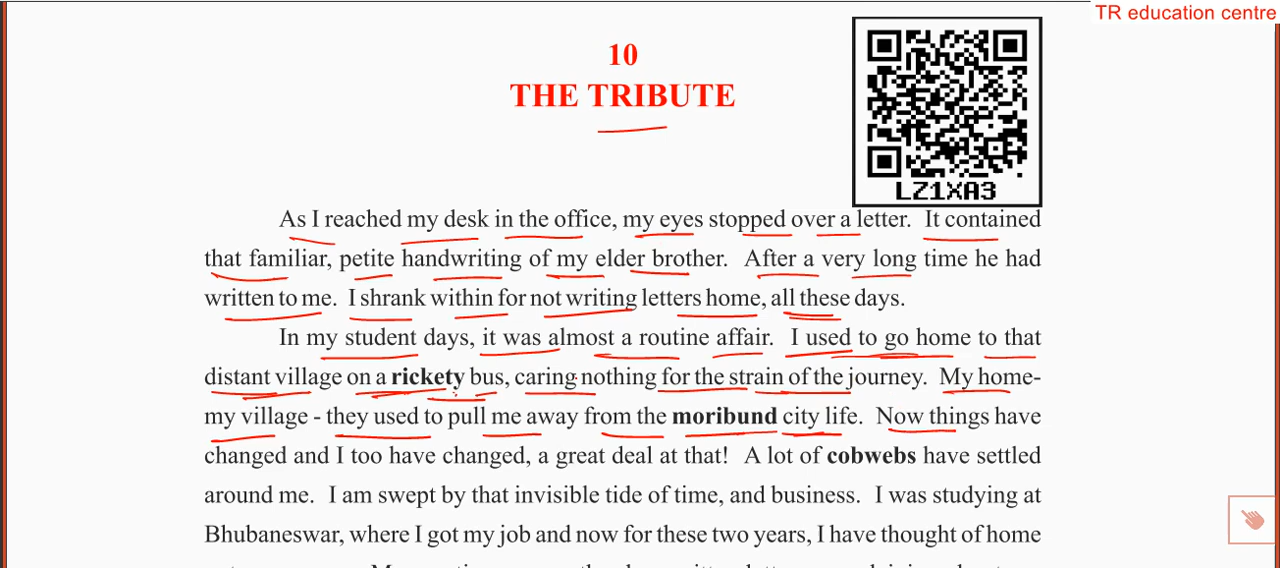 TR education centre
10
THE TRIBUTE
LZ1XA3
As I reached my desk in the office, my eyes stopped over a letter. It contained
that familiar, petite handwriting of my elder brother. After a very long time he had
written to me. I shrank within for not writing letters home, all these days.
In my student days, it was almost a routine affair. I used to go home to that
distant village on a rickety bus, caring nothing for the strain of the journey. My home-
my village - they used to pull me away from the moribund city life. Now things have
changed and I too have changed, a great deal at that! A lot of cobwebs have settled
around me. I am swept by that invisible tide of time, and business. I was studying at
Bhubaneswar, where I got my job and now for these two years, I have thought of home